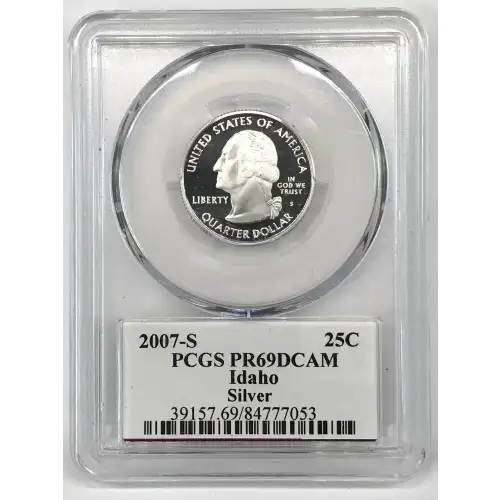 UNITED STATES OF AMERICA
LIBERTY
IN
GOD WE
TRUST
S
QUARTER DOLLAR
2007-S 25C
PCGS PR69DCAM
Idaho
Silver
39157.69/84777053